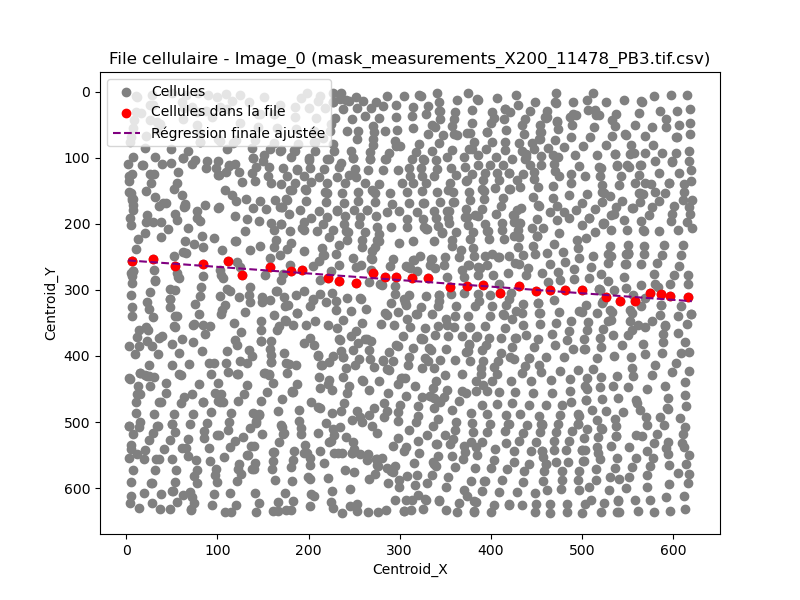 File cellulaire - Image_0 (mask_measurements_X200_11478_PB3.tif.csv)
Cellules
Cellules dans la file
Régression finale ajustée
0
100
200
300
400
500
600
Centroid_Y
0 100 200 300 400 500 600
Centroid_X